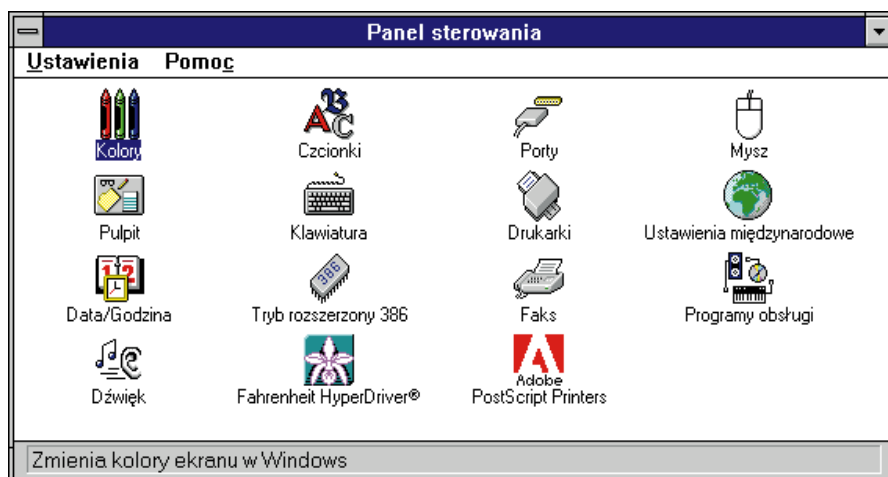 Panel sterowania
Ustawienia Pomoc
Kolory Czcionki Porty Mysz
Pulpit Klawiatura Drukarki Ustawienia międzynarodowe
386
Data/Godzina Tryb rozszerzony 386 Faks Programy obsługi
Adobe
Dźwięk Fahrenheit HyperDriver® PostScript Printers
Zmienia kolory ekranu w Windows